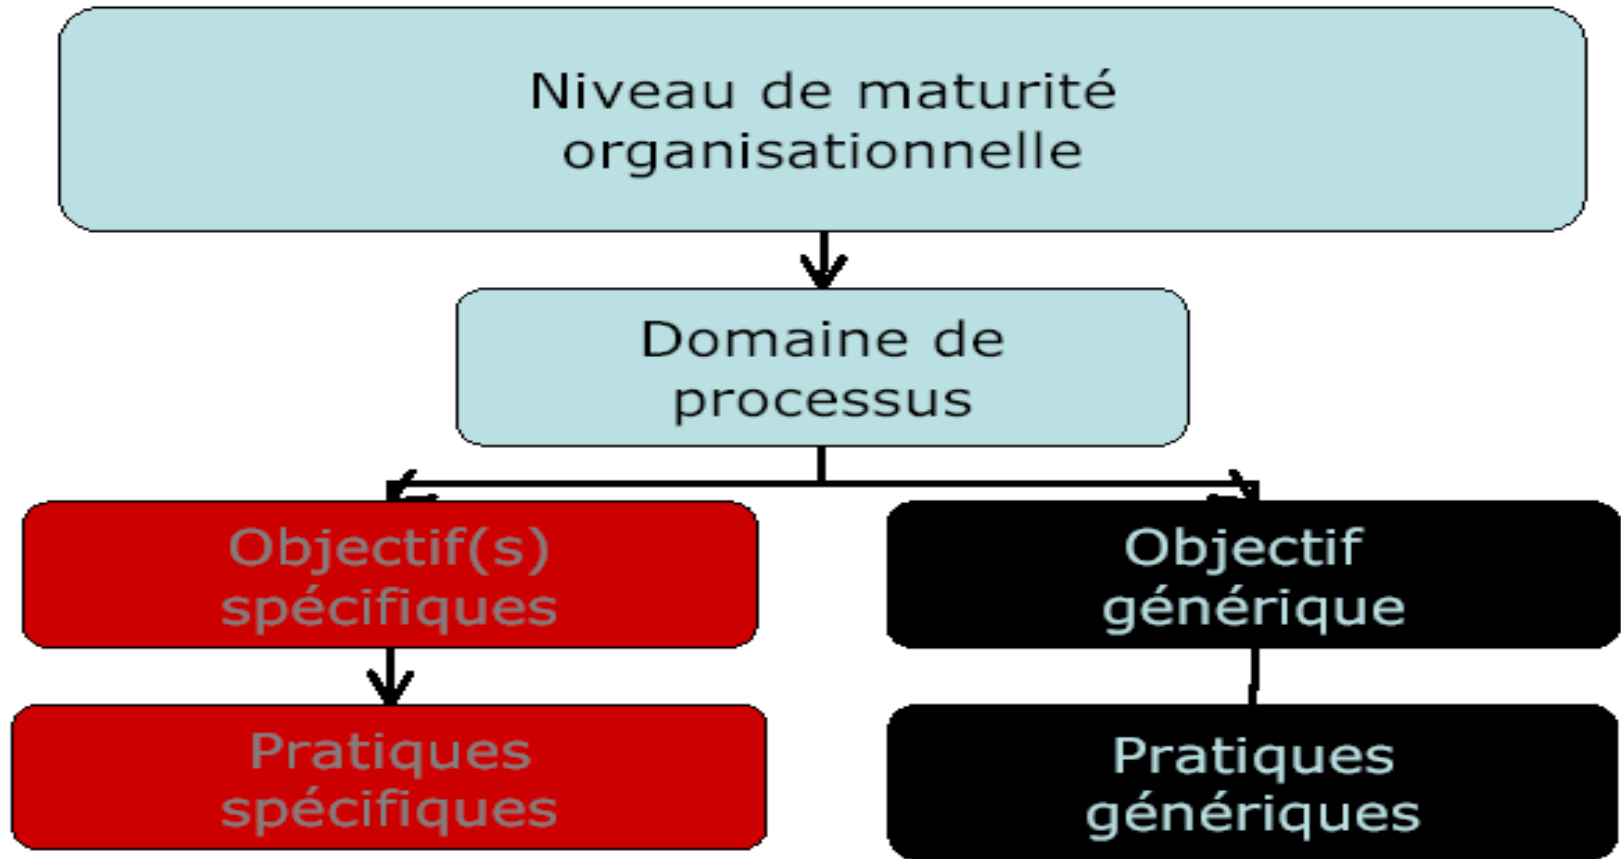 Niveau de maturité
organisationnelle
Domaine de
processus
Objectif(s)
spécifiques
Objectif
générique
Pratiques
spécifiques
Pratiques
génériques